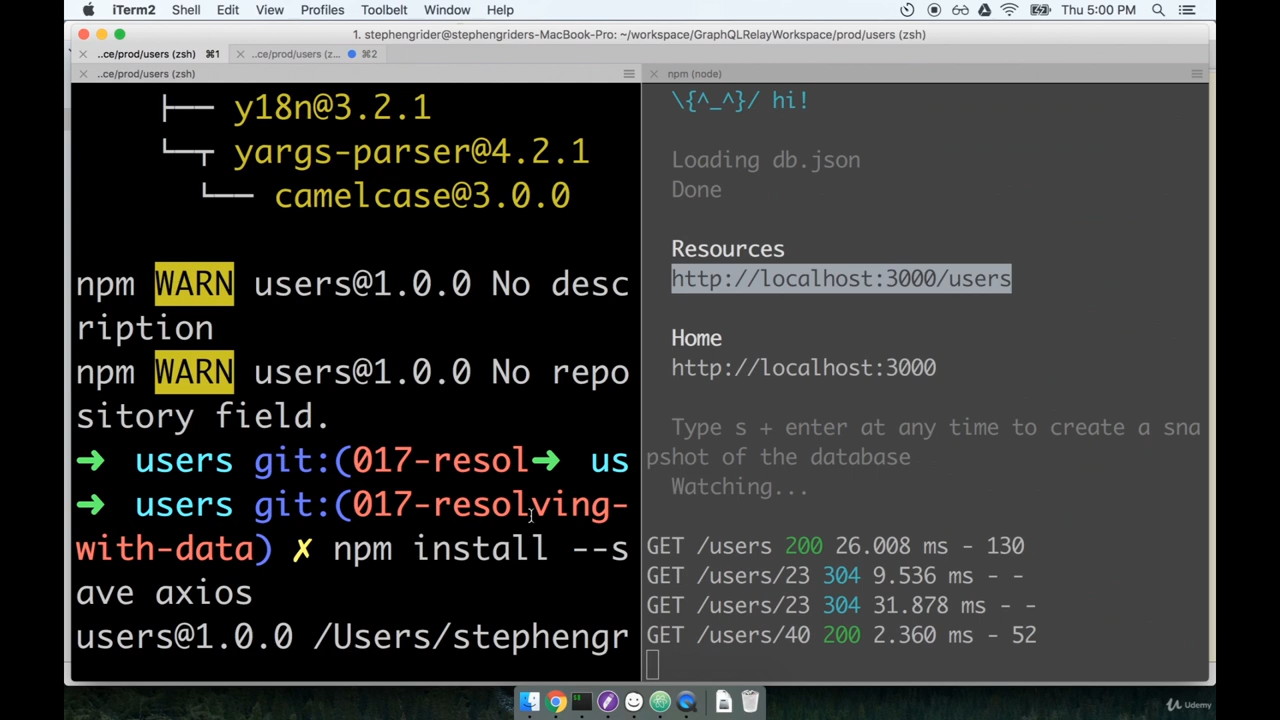 iTerm2 Shell Edit View Profiles Toolbelt Window Help Thu 5:00 PM
1. stephengrider@stephengriders-MacBook-Pro: ~/workspace/GraphQLRelayWorkspace/prod/users (zsh)
..ce/prod/users (zsh) ⌘1 ..ce/prod/users (z... ⌘2
..ce/prod/users (zsh)
├── y18n@3.2.1
└─┬ yargs-parser@4.2.1
└── camelcase@3.0.0
npm WARN users@1.0.0 No desc
ription
npm WARN users@1.0.0 No repo
sitory field.
➜ users git:(017-resol➜ us
➜ users git:(017-resolving-
with-data) ✗ npm install --s
ave axios
users@1.0.0 /Users/stephengr
npm (node)
\{^_^}/ hi!
Loading db.json
Done
Resources
http://localhost:3000/users
Home
http://localhost:3000
Type s + enter at any time to create a sna
pshot of the database
Watching...
GET /users 200 26.008 ms - 130
GET /users/23 304 9.536 ms - -
GET /users/23 304 31.878 ms - -
GET /users/40 200 2.360 ms - 52
Udemy